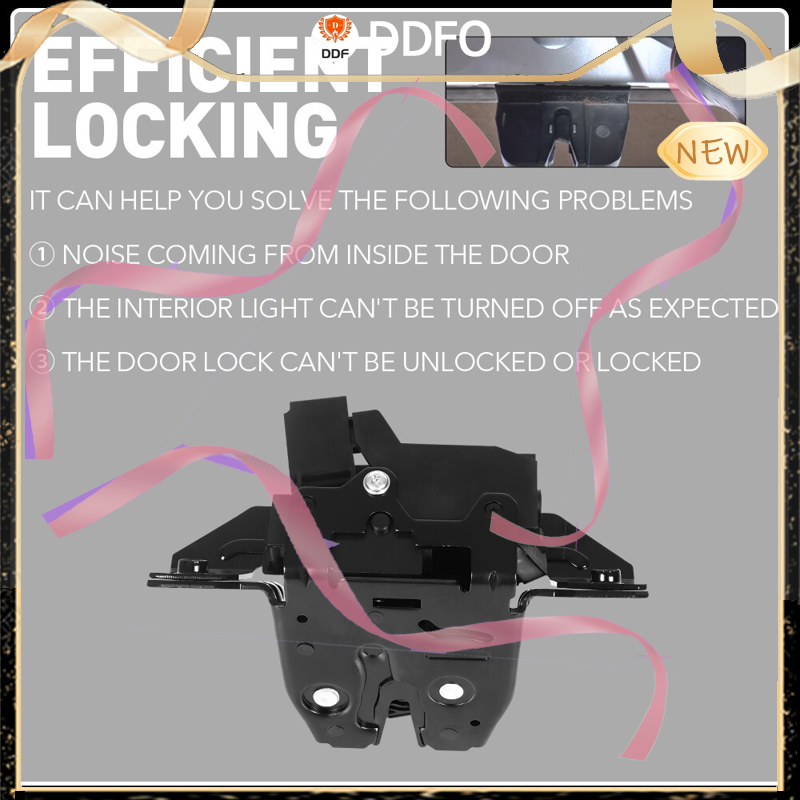 DDFO
D
DDF
EFFICIENT
LOCKING
NEW
IT CAN HELP YOU SOLVE THE FOLLOWING PROBLEMS
① NOISE COMING FROM INSIDE THE DOOR
② THE INTERIOR LIGHT CAN'T BE TURNED OFF AS EXPECTED
③ THE DOOR LOCK CAN'T BE UNLOCKED OR LOCKED